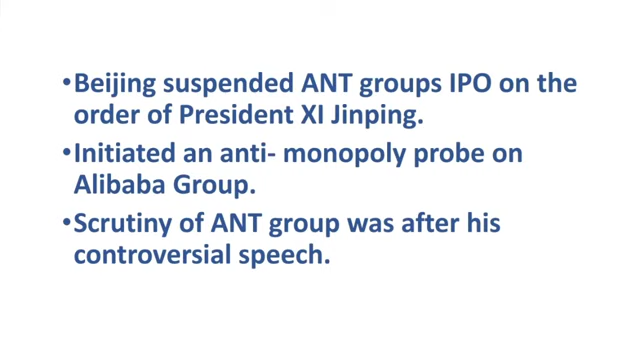 •Beijing suspended ANT groups IPO on the
order of President XI Jinping.
•Initiated an anti- monopoly probe on
Alibaba Group.
•Scrutiny of ANT group was after his
controversial speech.